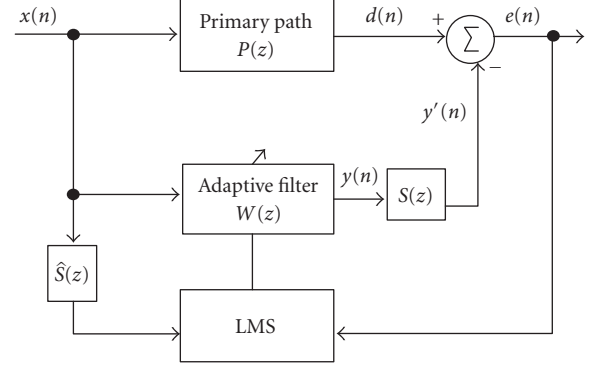 x(n)
Primary path
P(z)
d(n)
+
∑
e(n)
−
y′(n)
Adaptive filter
W(z)
y(n)
S(z)
Ŝ(z)
LMS